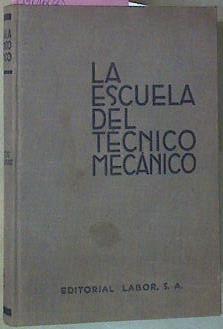 LA
ESCUELA
DEL
TECNICO
MECANICO
EDITORIAL LABOR, S. A.